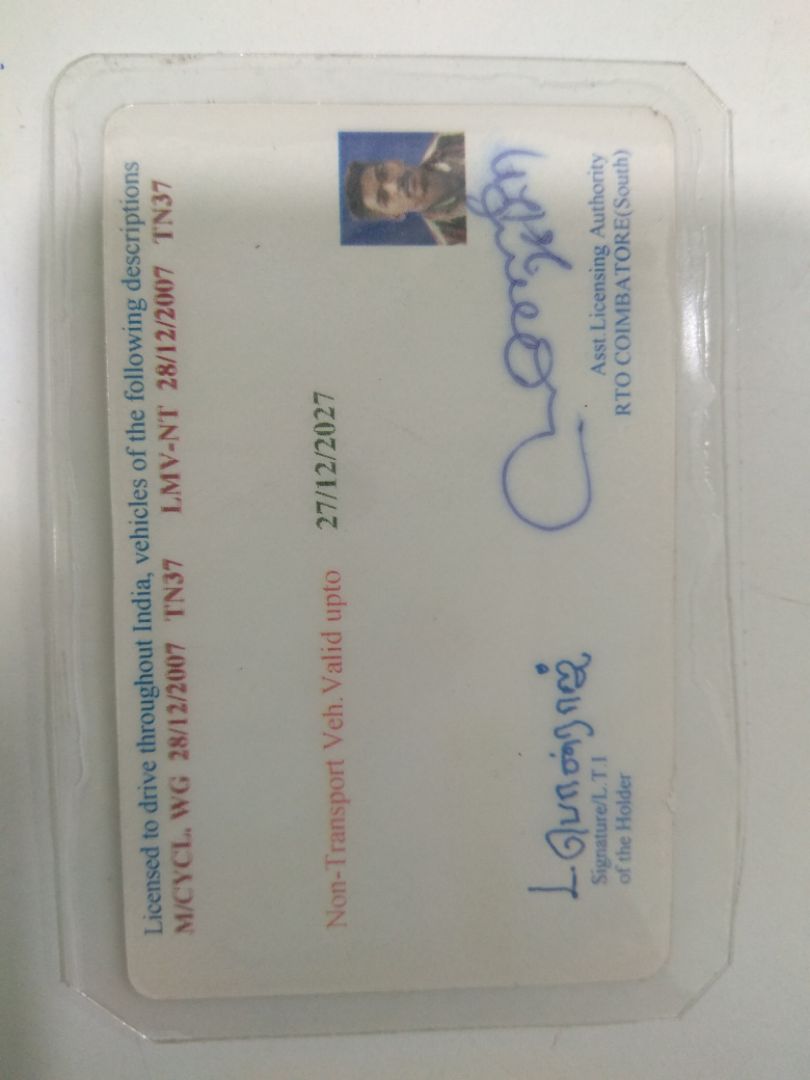 Licensed to drive throughout India, vehicles of the following descriptions
M/CYCL. WG 28/12/2007 TN37 LMV-NT 28/12/2007 TN37
Non-Transport Veh.Valid upto 27/12/2027
Signature/L.T.I
of the Holder
Asst.Licensing Authority
RTO COIMBATORE(South)